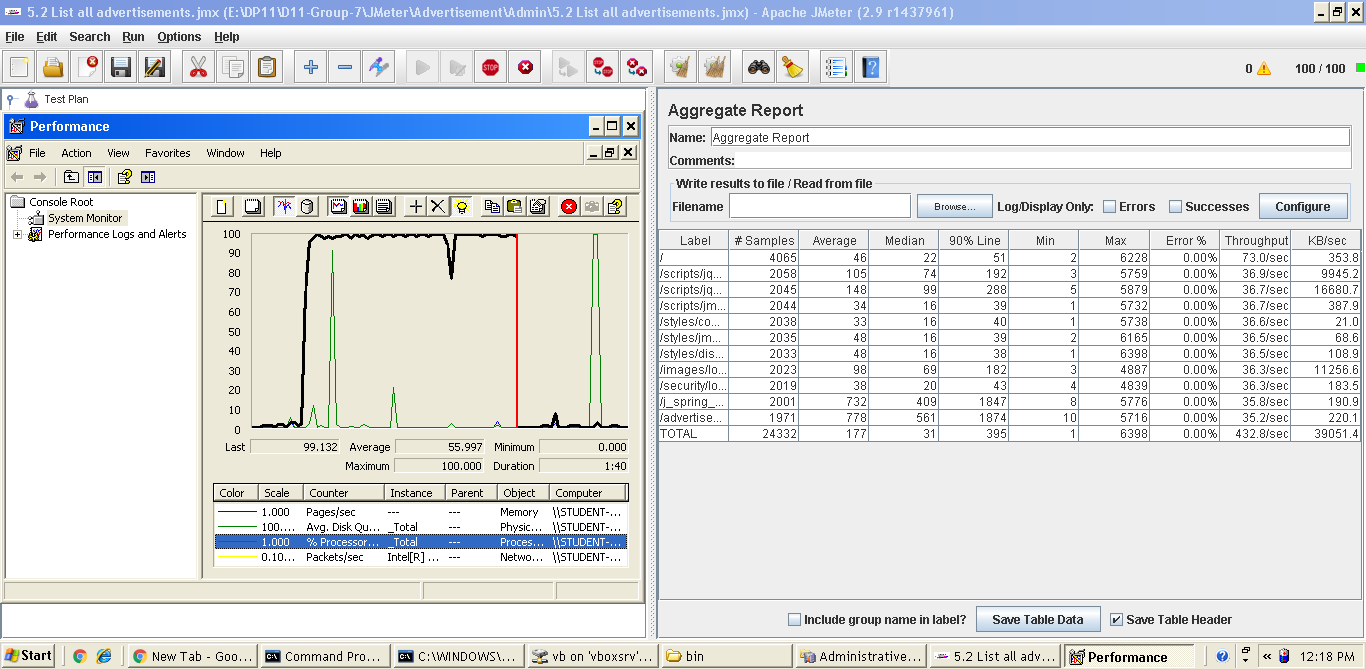 5.2 List all advertisements.jmx (E:\DP11\D11-Group-7\JMeter\Advertisement\Admin\5.2 List all advertisements.jmx) - Apache JMeter (2.9 r1437961)
File Edit Search Run Options Help
STOP STOP
0 100 / 100
Test Plan
Performance
File Action View Favorites Window Help
Console Root
System Monitor
Performance Logs and Alerts
100
90
80
70
60
50
40
30
20
10
0
Last 99.132 Average 55.997 Minimum 0.000
Maximum 100.000 Duration 1:40
Color Scale Counter Instance Parent Object Computer
1.000 Pages/sec --- --- Memory \\STUDENT-...
100.... Avg. Disk Qu... _Total --- Physic... \\STUDENT-...
1.000 % Processor... _Total --- Proces... \\STUDENT-...
0.10... Packets/sec Intel[R] ... --- Netwo... \\STUDENT-...
Aggregate Report
Name: Aggregate Report
Comments:
Write results to file / Read from file
Filename Browse... Log/Display Only: Errors Successes Configure
Label # Samples Average Median 90% Line Min Max Error % Throughput KB/sec
/ 4065 46 22 51 2 6228 0.00% 73.0/sec 353.8
/scripts/jq... 2058 105 74 192 3 5759 0.00% 36.9/sec 9945.2
/scripts/jq... 2045 148 99 288 5 5879 0.00% 36.7/sec 16680.7
/scripts/jm... 2044 34 16 39 1 5732 0.00% 36.7/sec 387.9
/styles/co... 2038 33 16 40 1 5738 0.00% 36.6/sec 21.0
/styles/jm... 2035 48 16 39 2 6165 0.00% 36.5/sec 68.6
/styles/dis... 2033 48 16 38 1 6398 0.00% 36.5/sec 108.9
/images/lo... 2023 98 69 182 3 4887 0.00% 36.3/sec 11256.6
/security/lo... 2019 38 20 43 4 4839 0.00% 36.3/sec 183.5
/j_spring_... 2001 732 409 1847 8 5776 0.00% 35.8/sec 190.9
/advertise... 1971 778 561 1874 10 5716 0.00% 35.2/sec 220.1
TOTAL 24332 177 31 395 1 6398 0.00% 432.8/sec 39051.4
Include group name in label? Save Table Data Save Table Header
Start New Tab - Goo... Command Pro... C:\WINDOWS\... vb on 'vboxsrv'... bin Administrative... 5.2 List all adv... Performance 12:18 PM